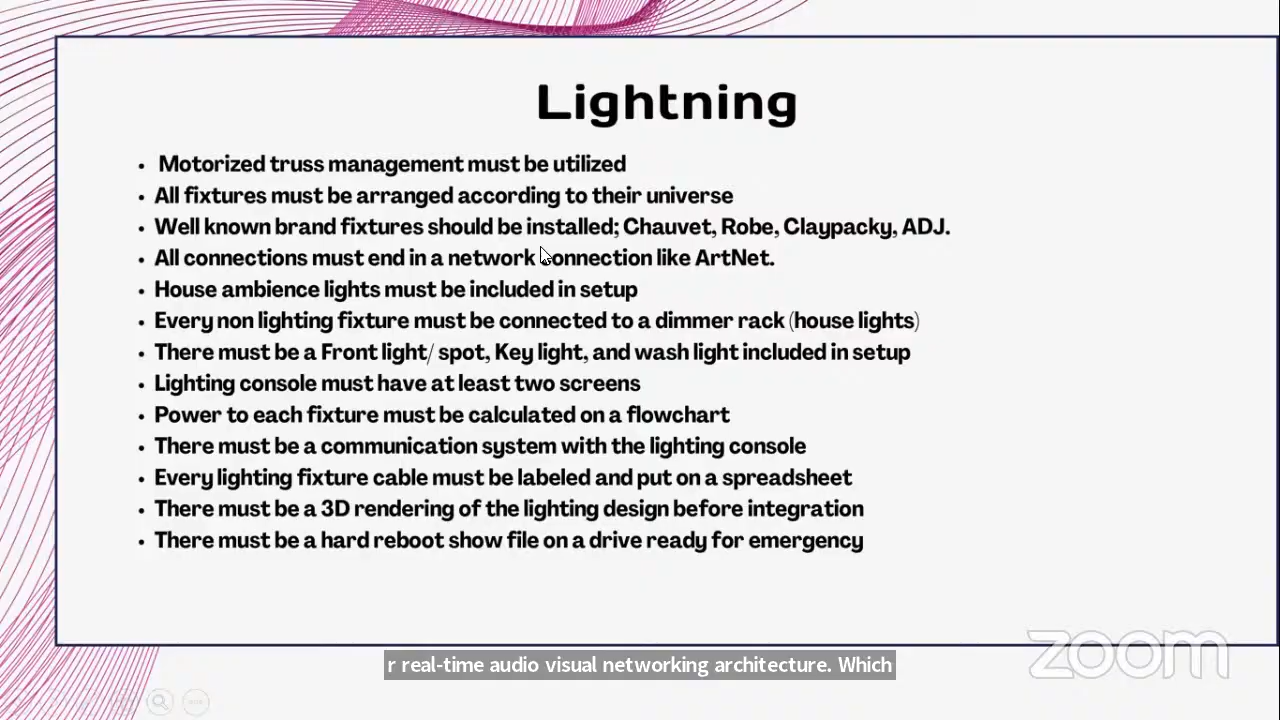 Lightning
• Motorized truss management must be utilized
• All fixtures must be arranged according to their universe
• Well known brand fixtures should be installed; Chauvet, Robe, Claypacky, ADJ.
• All connections must end in a network connection like ArtNet.
• House ambience lights must be included in setup
• Every non lighting fixture must be connected to a dimmer rack (house lights)
• There must be a Front light/ spot, Key light, and wash light included in setup
• Lighting console must have at least two screens
• Power to each fixture must be calculated on a flowchart
• There must be a communication system with the lighting console
• Every lighting fixture cable must be labeled and put on a spreadsheet
• There must be a 3D rendering of the lighting design before integration
• There must be a hard reboot show file on a drive ready for emergency
r real-time audio visual networking architecture. Which
zoom